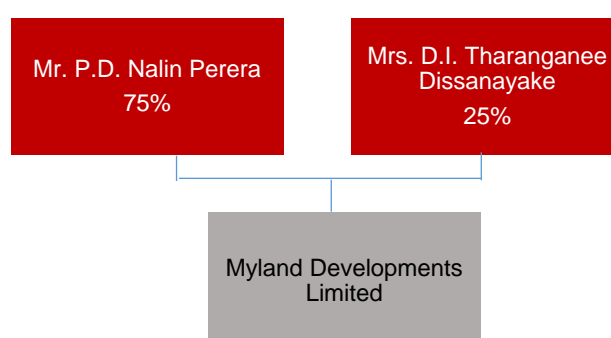 Mr. P.D. Nalin Perera
75%
Mrs. D.I. Tharanganee
Dissanayake
25%
Myland Developments
Limited